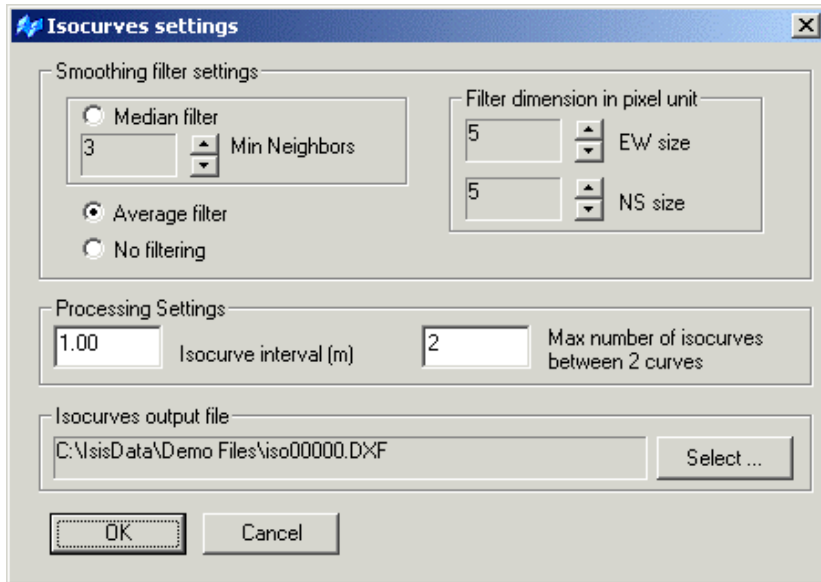 Isocurves settings
Smoothing filter settings
Median filter
3
Min Neighbors
Average filter
No filtering
Filter dimension in pixel unit
5
EW size
5
NS size
Processing Settings
1.00
Isocurve interval (m)
2
Max number of isocurves
between 2 curves
Isocurves output file
C:\IsisData\Demo Files\iso00000.DXF
Select ...
OK
Cancel